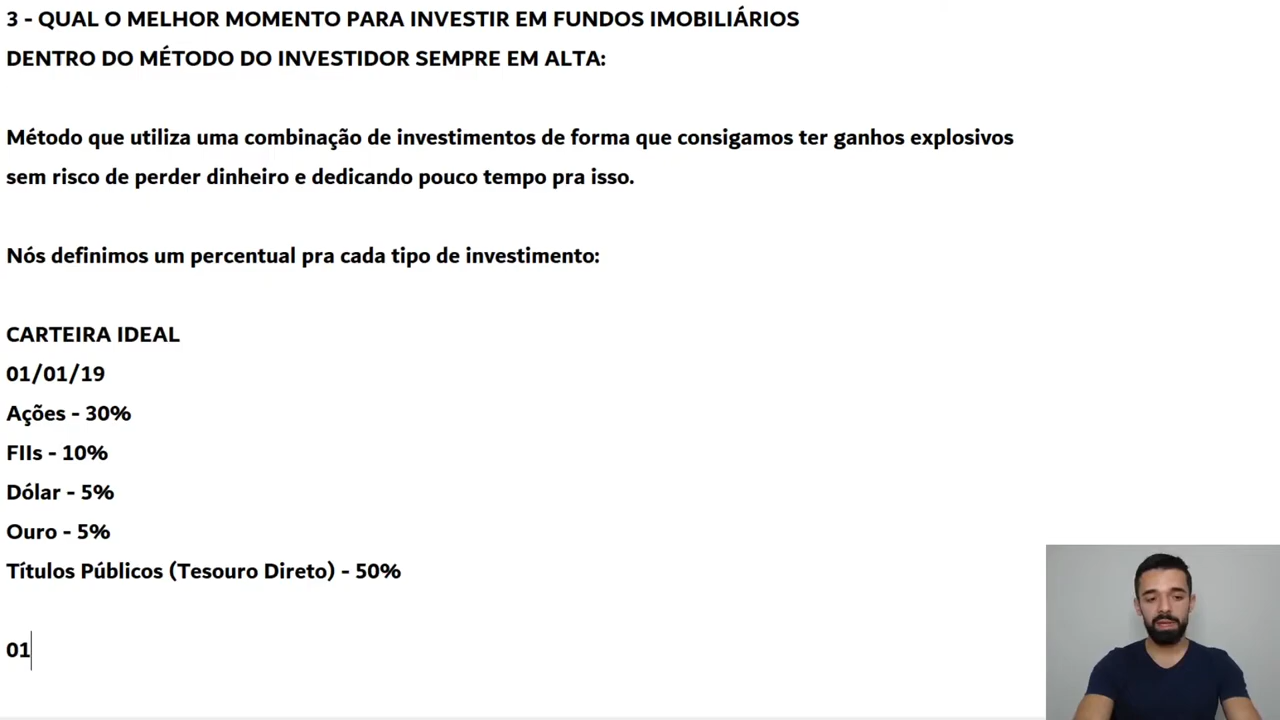 3 - QUAL O MELHOR MOMENTO PARA INVESTIR EM FUNDOS IMOBILIÁRIOS
DENTRO DO MÉTODO DO INVESTIDOR SEMPRE EM ALTA:
Método que utiliza uma combinação de investimentos de forma que consigamos ter ganhos explosivos
sem risco de perder dinheiro e dedicando pouco tempo pra isso.
Nós definimos um percentual pra cada tipo de investimento:
CARTEIRA IDEAL
01/01/19
Ações - 30%
FIIs - 10%
Dólar - 5%
Ouro - 5%
Títulos Públicos (Tesouro Direto) - 50%
01